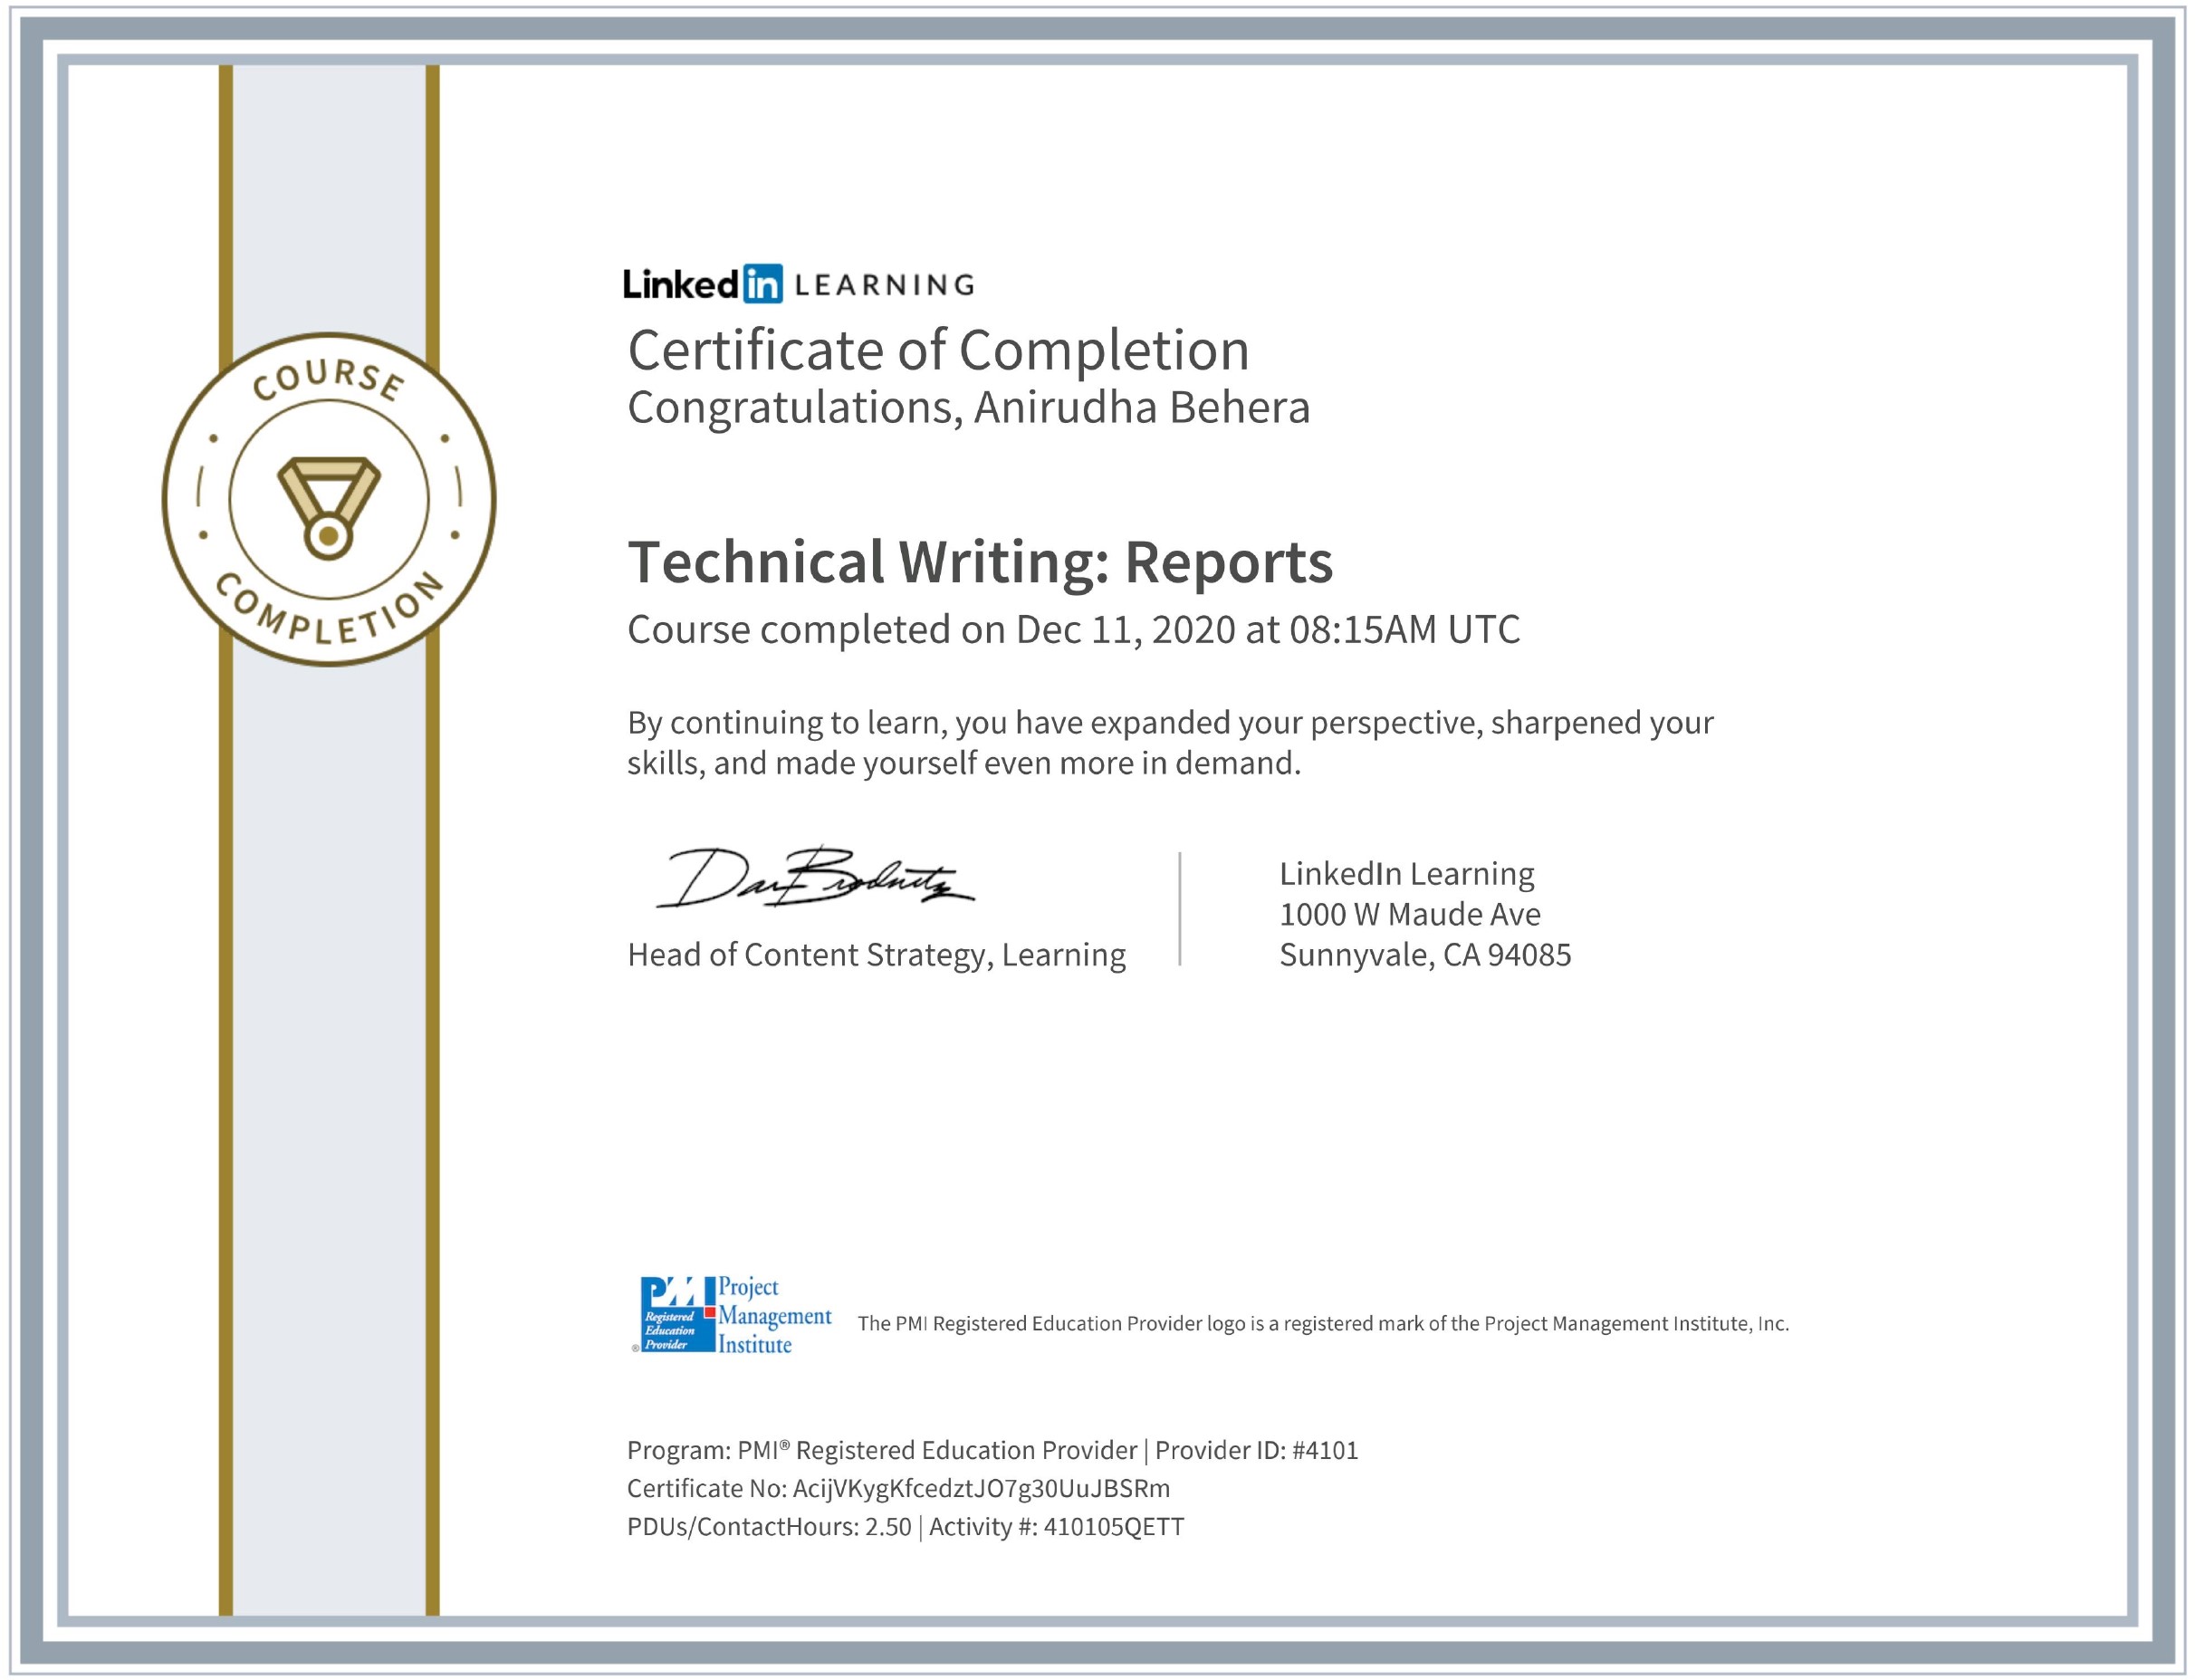 COURSE
COMPLETION
Linked in LEARNING
Certificate of Completion
Congratulations, Anirudha Behera
Technical Writing: Reports
Course completed on Dec 11, 2020 at 08:15AM UTC
By continuing to learn, you have expanded your perspective, sharpened your
skills, and made yourself even more in demand.
Dan Brodnitz
Head of Content Strategy, Learning
LinkedIn Learning
1000 W Maude Ave
Sunnyvale, CA 94085
PMI Project
Registered Management
Education
® Provider Institute
The PMI Registered Education Provider logo is a registered mark of the Project Management Institute, Inc.
Program: PMI® Registered Education Provider | Provider ID: #4101
Certificate No: AcijVKygKfcedztJO7g30UuJBSRm
PDUs/ContactHours: 2.50 | Activity #: 410105QETT